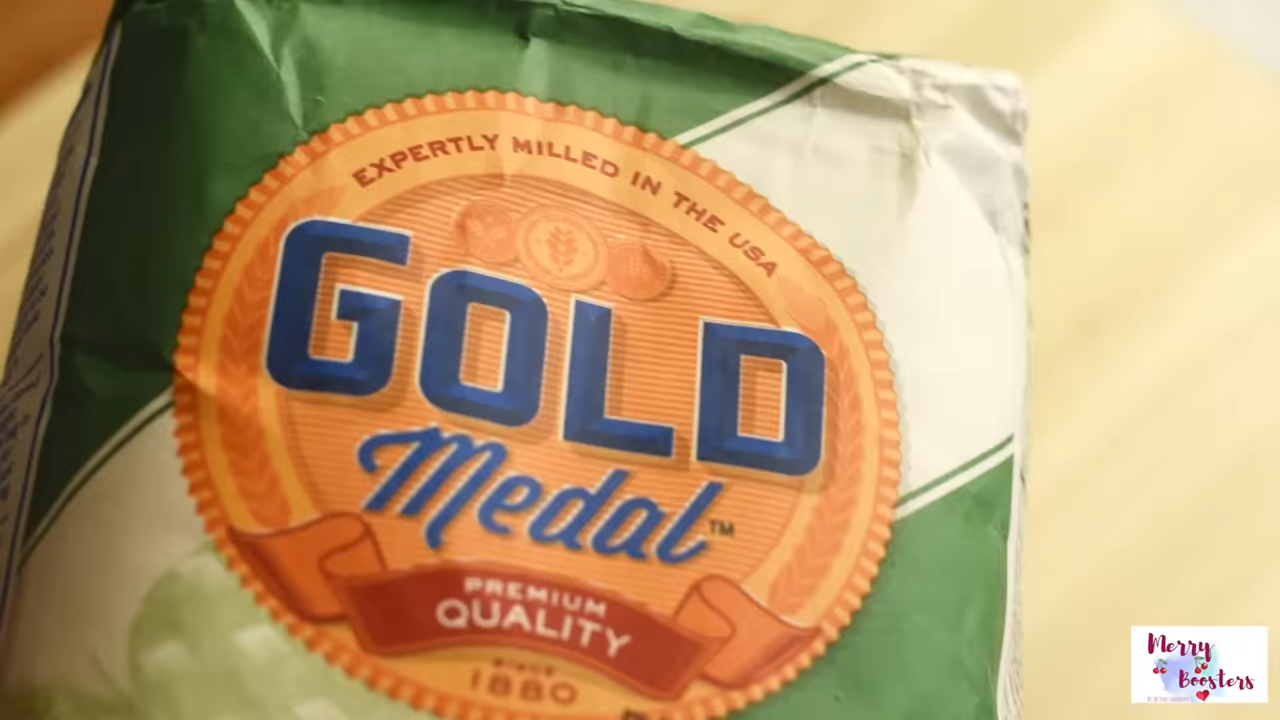 EXPERTLY MILLED IN THE USA
GOLD
Medal™
PREMIUM
QUALITY
SINCE
1880
Merry
Boosters